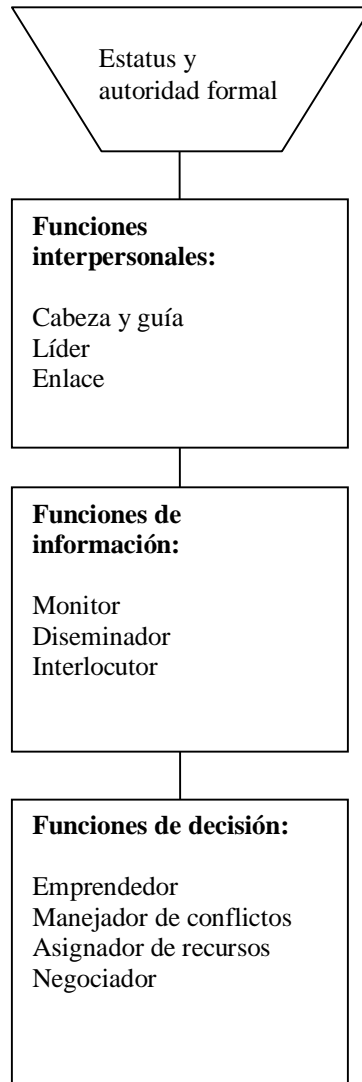 Estatus y
autoridad formal
Funciones
interpersonales:
Cabeza y guía
Líder
Enlace
Funciones de
información:
Monitor
Diseminador
Interlocutor
Funciones de decisión:
Emprendedor
Manejador de conflictos
Asignador de recursos
Negociador